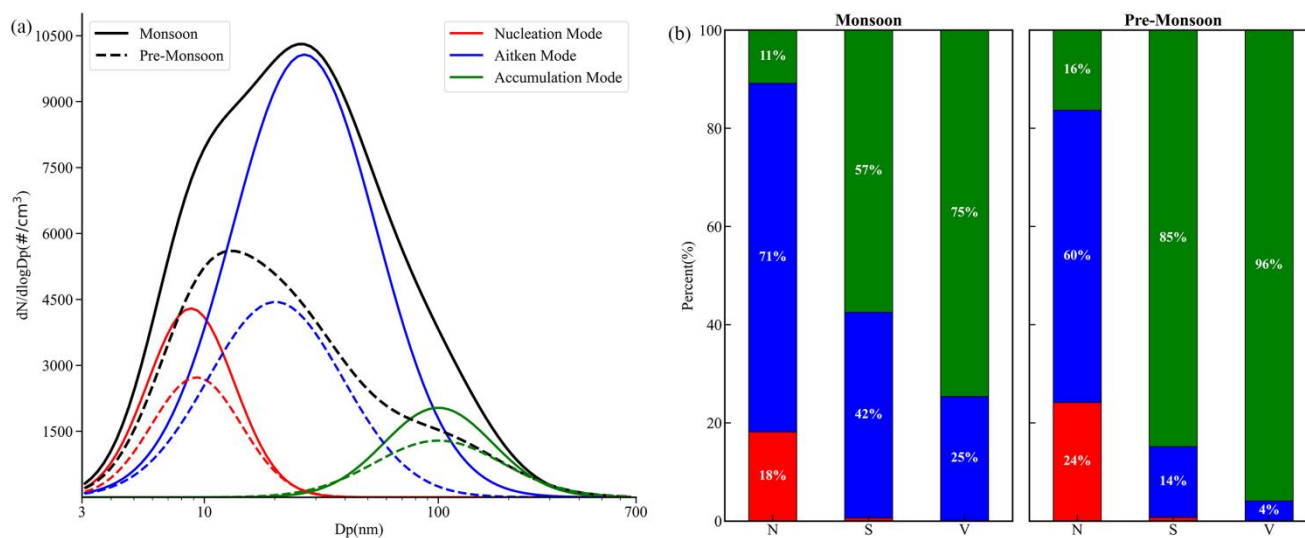 (a)
Monsoon
Pre-Monsoon
Nucleation Mode
Aitken Mode
Accumulation Mode
10500
9000
7500
6000
4500
3000
1500
dN/dlogDp(#/cm³)
3
10
100
700
Dp(nm)
(b)
Monsoon
Pre-Monsoon
100
80
60
40
20
0
Percent(%)
11%
71%
18%
57%
42%
75%
25%
16%
60%
24%
85%
14%
96%
4%
N
S
V
N
S
V